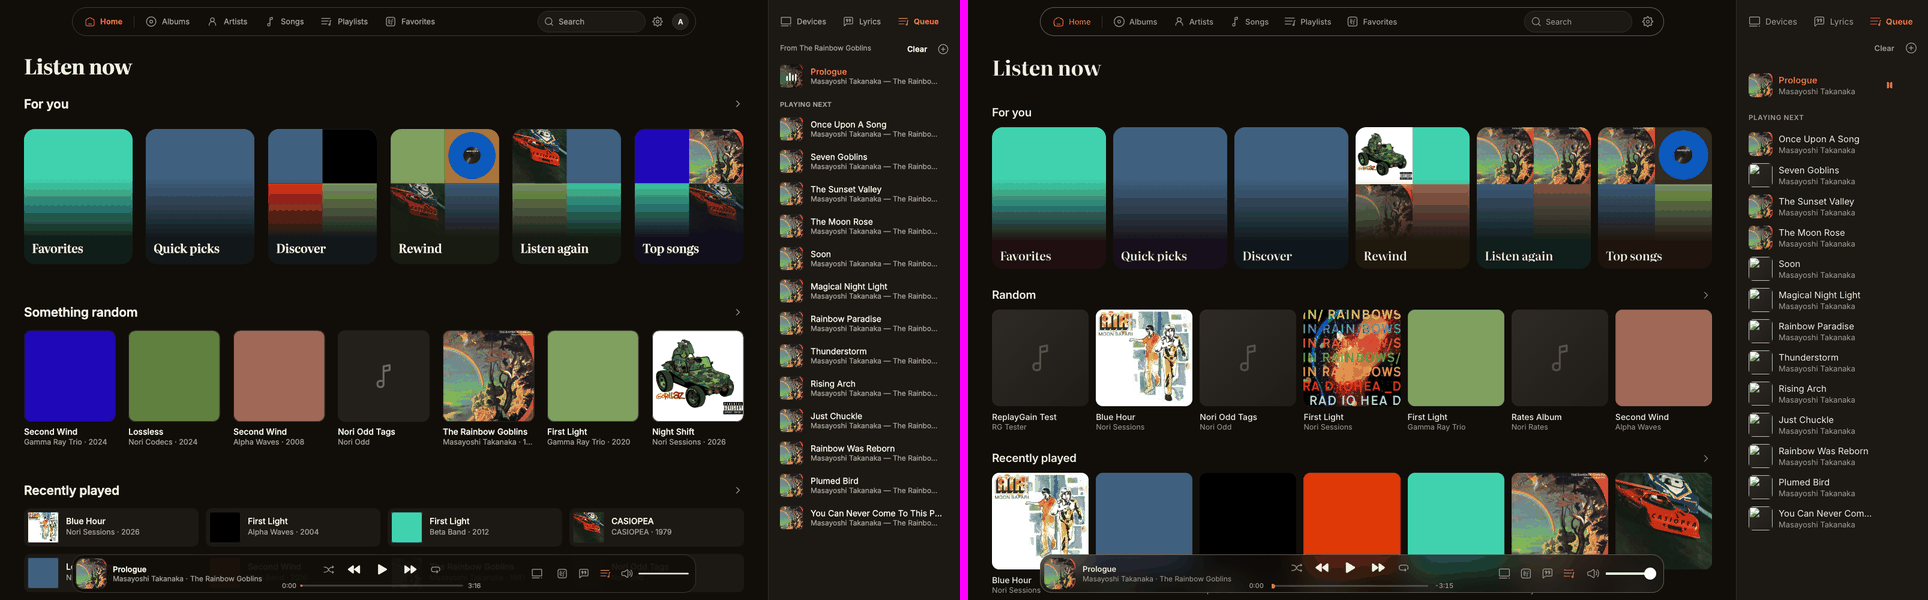 Home
Albums
Artists
Songs
Playlists
Favorites
Search
A
Devices
Lyrics
Queue
Listen now
For you
Favorites
Quick picks
Discover
Rewind
Listen again
Top songs
Something random
Second Wind
Gamma Ray Trio · 2024
Lossless
Nori Codecs · 2024
Second Wind
Alpha Waves · 2008
Nori Odd Tags
Nori Odd
The Rainbow Goblins
Masayoshi Takanaka · 1...
First Light
Gamma Ray Trio · 2020
Night Shift
Nori Sessions · 2026
Recently played
Blue Hour
Nori Sessions · 2026
First Light
Alpha Waves · 2004
First Light
Beta Band · 2012
CASIOPEA
CASIOPEA · 1979
Prologue
Masayoshi Takanaka · The Rainbow Goblins
0:00
3:16
From The Rainbow Goblins
Clear
Prologue
Masayoshi Takanaka — The Rainbo...
PLAYING NEXT
Once Upon A Song
Masayoshi Takanaka — The Rainbo...
Seven Goblins
Masayoshi Takanaka — The Rainbo...
The Sunset Valley
Masayoshi Takanaka — The Rainbo...
The Moon Rose
Masayoshi Takanaka — The Rainbo...
Soon
Masayoshi Takanaka — The Rainbo...
Magical Night Light
Masayoshi Takanaka — The Rainbo...
Rainbow Paradise
Masayoshi Takanaka — The Rainbo...
Thunderstorm
Masayoshi Takanaka — The Rainbo...
Rising Arch
Masayoshi Takanaka — The Rainbo...
Just Chuckle
Masayoshi Takanaka — The Rainbo...
Rainbow Was Reborn
Masayoshi Takanaka — The Rainbo...
Plumed Bird
Masayoshi Takanaka — The Rainbo...
You Can Never Come To This P...
Masayoshi Takanaka — The Rainbo...
Home
Albums
Artists
Songs
Playlists
Favorites
Search
Devices
Lyrics
Queue
Listen now
For you
Favorites
Quick picks
Discover
Rewind
Listen again
Top songs
Random
ReplayGain Test
RG Tester
Blue Hour
Nori Sessions
Nori Odd Tags
Nori Odd
First Light
Nori Sessions
First Light
Gamma Ray Trio
Rates Album
Nori Rates
Second Wind
Alpha Waves
Recently played
Blue Hour
Nori Sessions
Prologue
Masayoshi Takanaka · The Rainbow Goblins
0:00
-3:15
Clear
Prologue
Masayoshi Takanaka
PLAYING NEXT
Once Upon A Song
Masayoshi Takanaka
Seven Goblins
Masayoshi Takanaka
The Sunset Valley
Masayoshi Takanaka
The Moon Rose
Masayoshi Takanaka
Soon
Masayoshi Takanaka
Magical Night Light
Masayoshi Takanaka
Rainbow Paradise
Masayoshi Takanaka
Thunderstorm
Masayoshi Takanaka
Rising Arch
Masayoshi Takanaka
Just Chuckle
Masayoshi Takanaka
Rainbow Was Reborn
Masayoshi Takanaka
Plumed Bird
Masayoshi Takanaka
You Can Never Com...
Masayoshi Takanaka